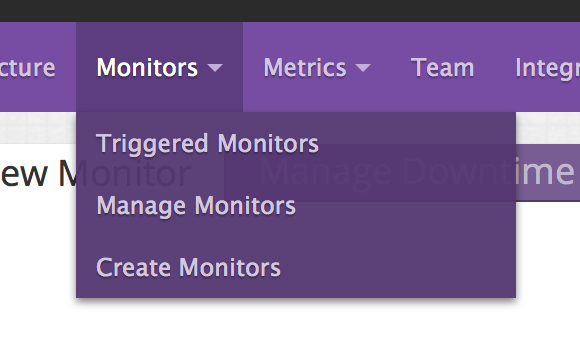 cture Monitors Metrics Team Integr
Triggered Monitors
ew Monitor Manage Downtime
Manage Monitors
Create Monitors